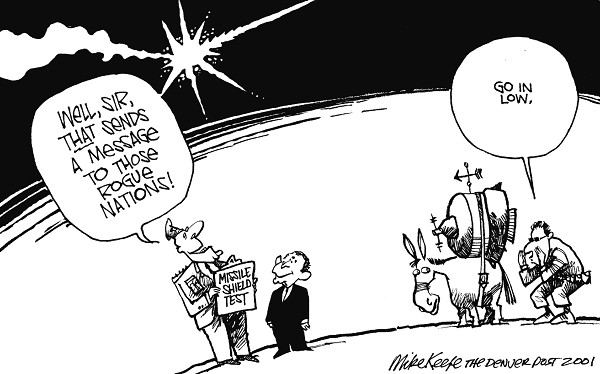 WELL, SIR,
THAT SENDS
A MESSAGE
TO THOSE
ROGUE
NATIONS!
GO IN
LOW.
MISSILE
SHIELD
TEST
MIKE KEEFE THE DENVER POST 2001